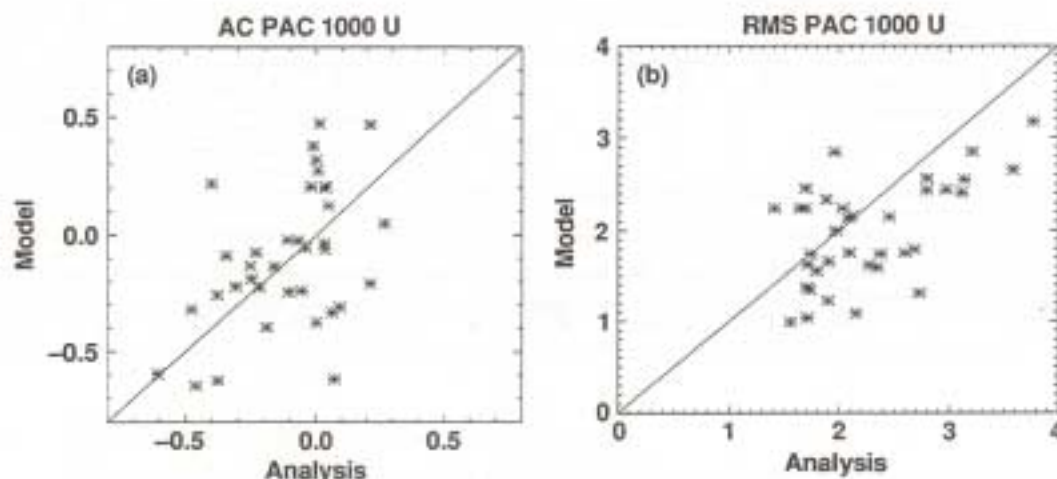 AC PAC 1000 U
(a)
0.5
0.0
−0.5
Model
−0.5 0.0 0.5
Analysis
RMS PAC 1000 U
(b)
4
3
2
1
0
Model
0 1 2 3 4
Analysis